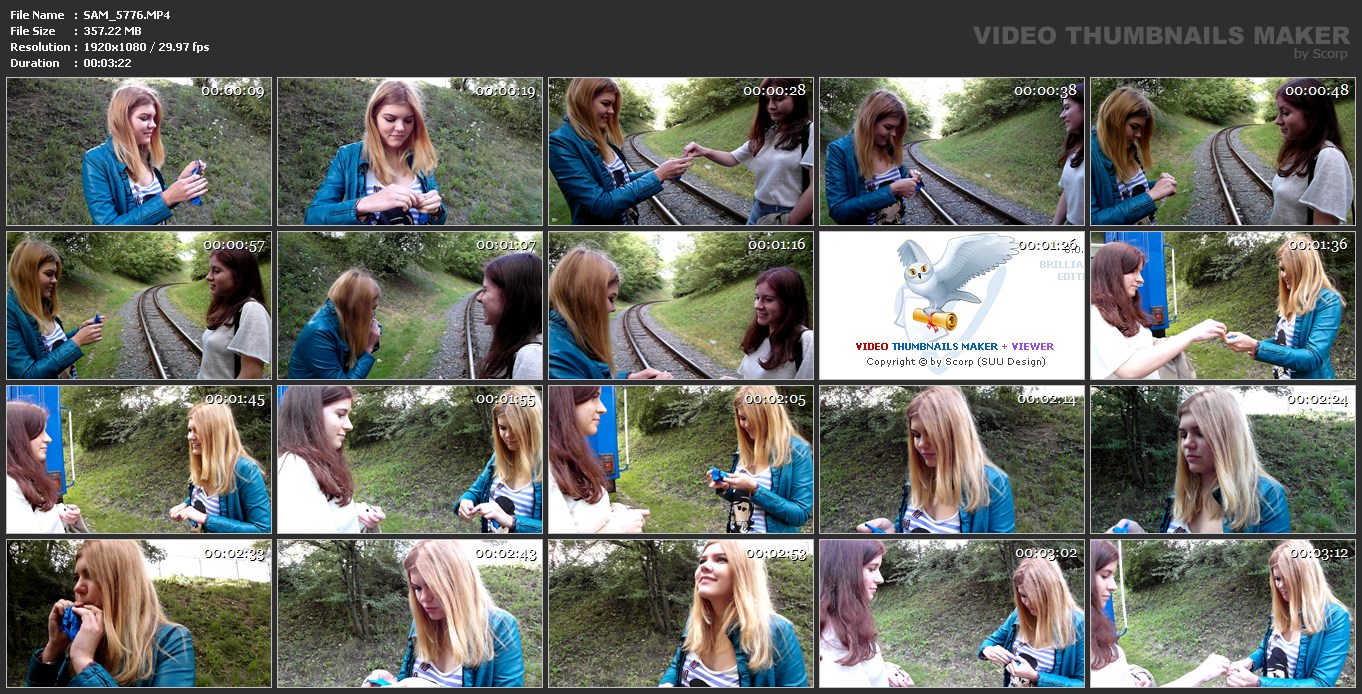 File Name : SAM_5776.MP4
File Size : 357.22 MB
Resolution : 1920x1080 / 29.97 fps
Duration : 00:03:22
VIDEO THUMBNAILS MAKER
by Scorp
00:00:09
00:00:19
00:00:28
00:00:38
00:00:48
00:00:57
00:01:07
00:01:16
00:01:26
8.0.
BRILLIA
EDIT
VIDEO THUMBNAILS MAKER + VIEWER
Copyright © by Scorp (SUU Design)
00:01:36
00:01:45
00:01:55
00:02:05
00:02:14
00:02:24
00:02:33
00:02:43
00:02:53
00:03:02
00:03:12